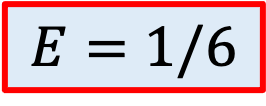 E = 1/6